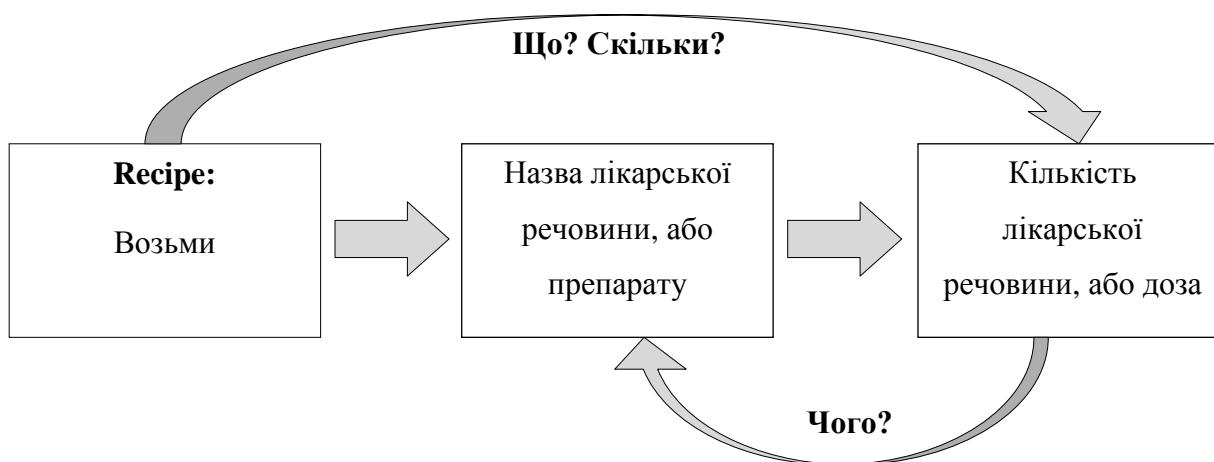 Що? Скільки?
Recipe:
Возьми
Назва лікарської
речовини, або
препарату
Кількість
лікарської
речовини, або доза
Чого?